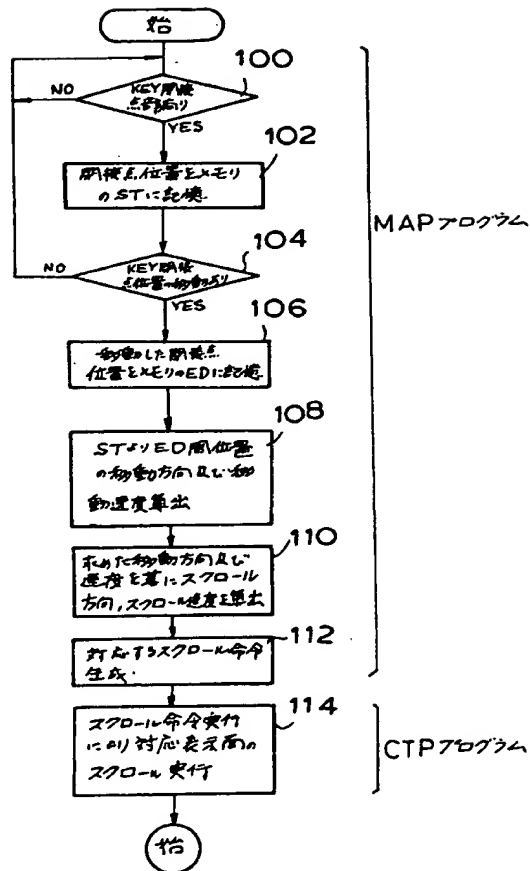 始
100
KEY閉接
点部有り
NO
YES
102
閉接点位置をメモリ
のSTに記憶
104
KEY閉接
点位置の移動あり
NO
YES
106
移動した閉接点
位置をメモリのEDに記憶
108
STよりED間位置
の移動方向及び移
動速度算出
110
求めた移動方向及び
速度を基にスクロール
方向,スクロール速度を算出
112
対応するスクロール命令
生成.
MAPプログラム
114
スクロール命令実行
により対応表示面の
スクロール実行
CTPプログラム
始